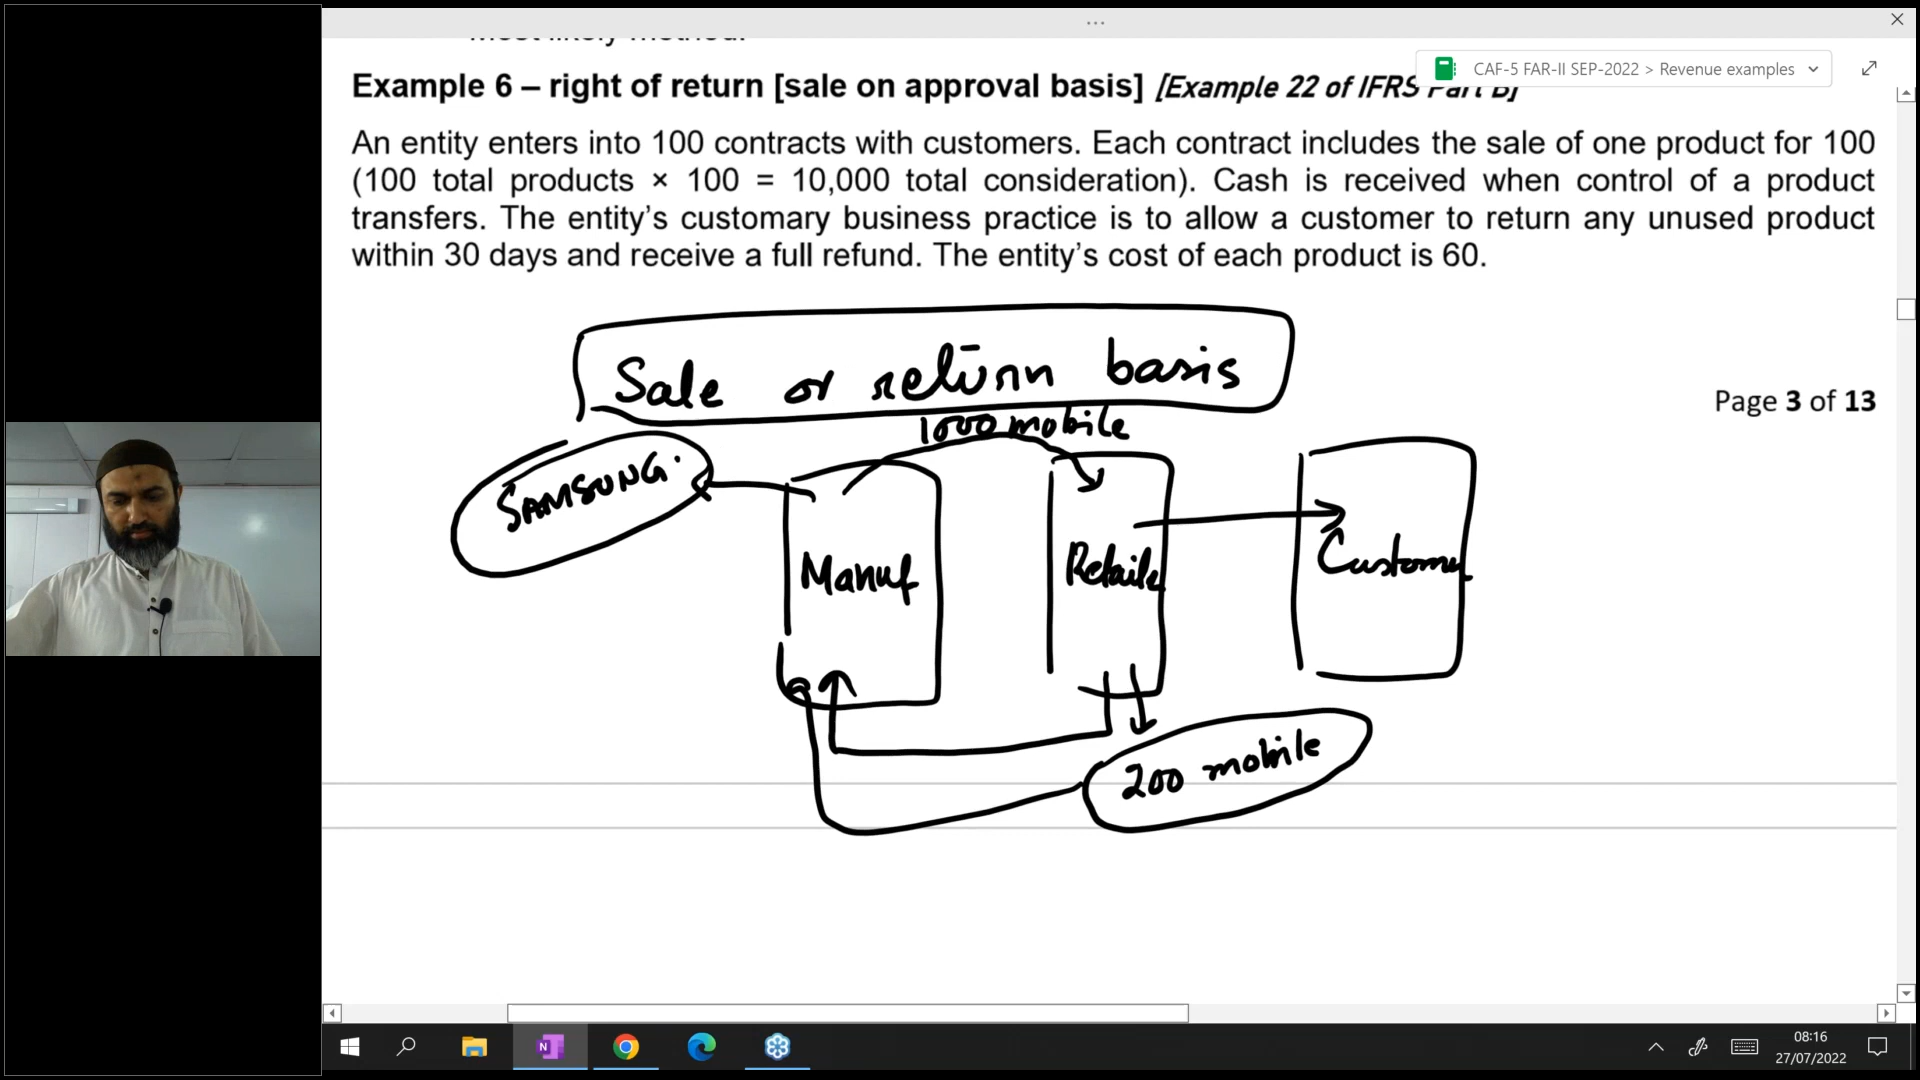 CAF-5 FAR-II SEP-2022 > Revenue examples
Example 6 – right of return [sale on approval basis] [Example 22 of IFRS Part B]
An entity enters into 100 contracts with customers. Each contract includes the sale of one product for 100
(100 total products × 100 = 10,000 total consideration). Cash is received when control of a product
transfers. The entity’s customary business practice is to allow a customer to return any unused product
within 30 days and receive a full refund. The entity’s cost of each product is 60.
Sale or return basis
Page 3 of 13
1000 mobile
SAMSUNG
Manuf
Retailer
Customer
200 mobile
08:16
27/07/2022